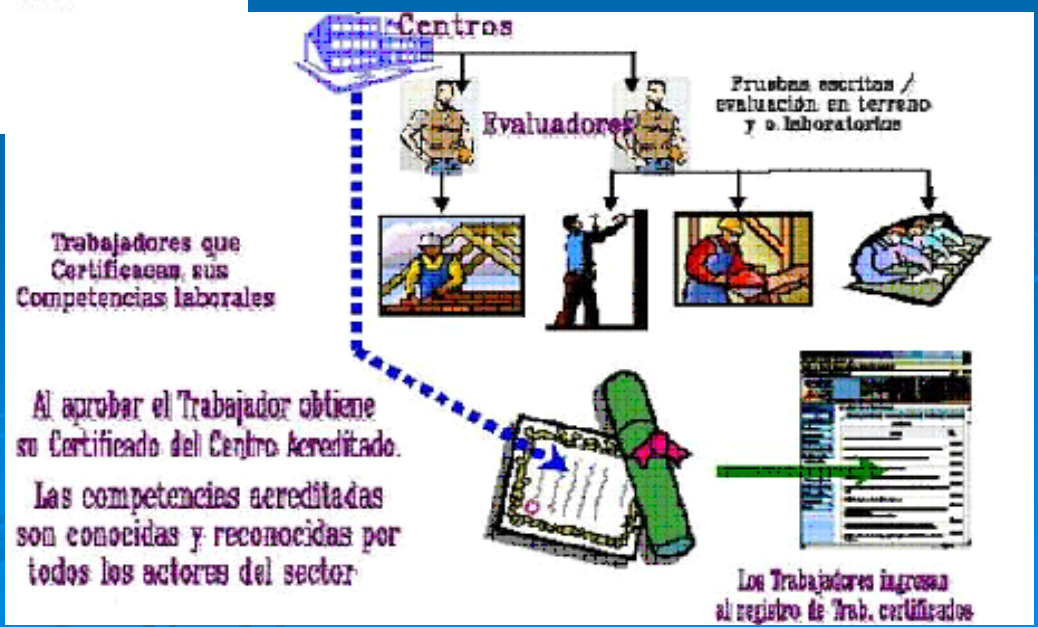 Centros
Evaluadores
Pruebas escritas /
evaluación en terreno
y o laboratorios
Trabajadores que
Certificacan sus
Competencias laborales
Al aprobar el Trabajador obtiene
su Certificado del Centro Acreditado.
Las competencias acreditadas
son conocidas y reconocidas por
todos los actores del sector
Los Trabajadores ingresan
al registro de Trab. certificados